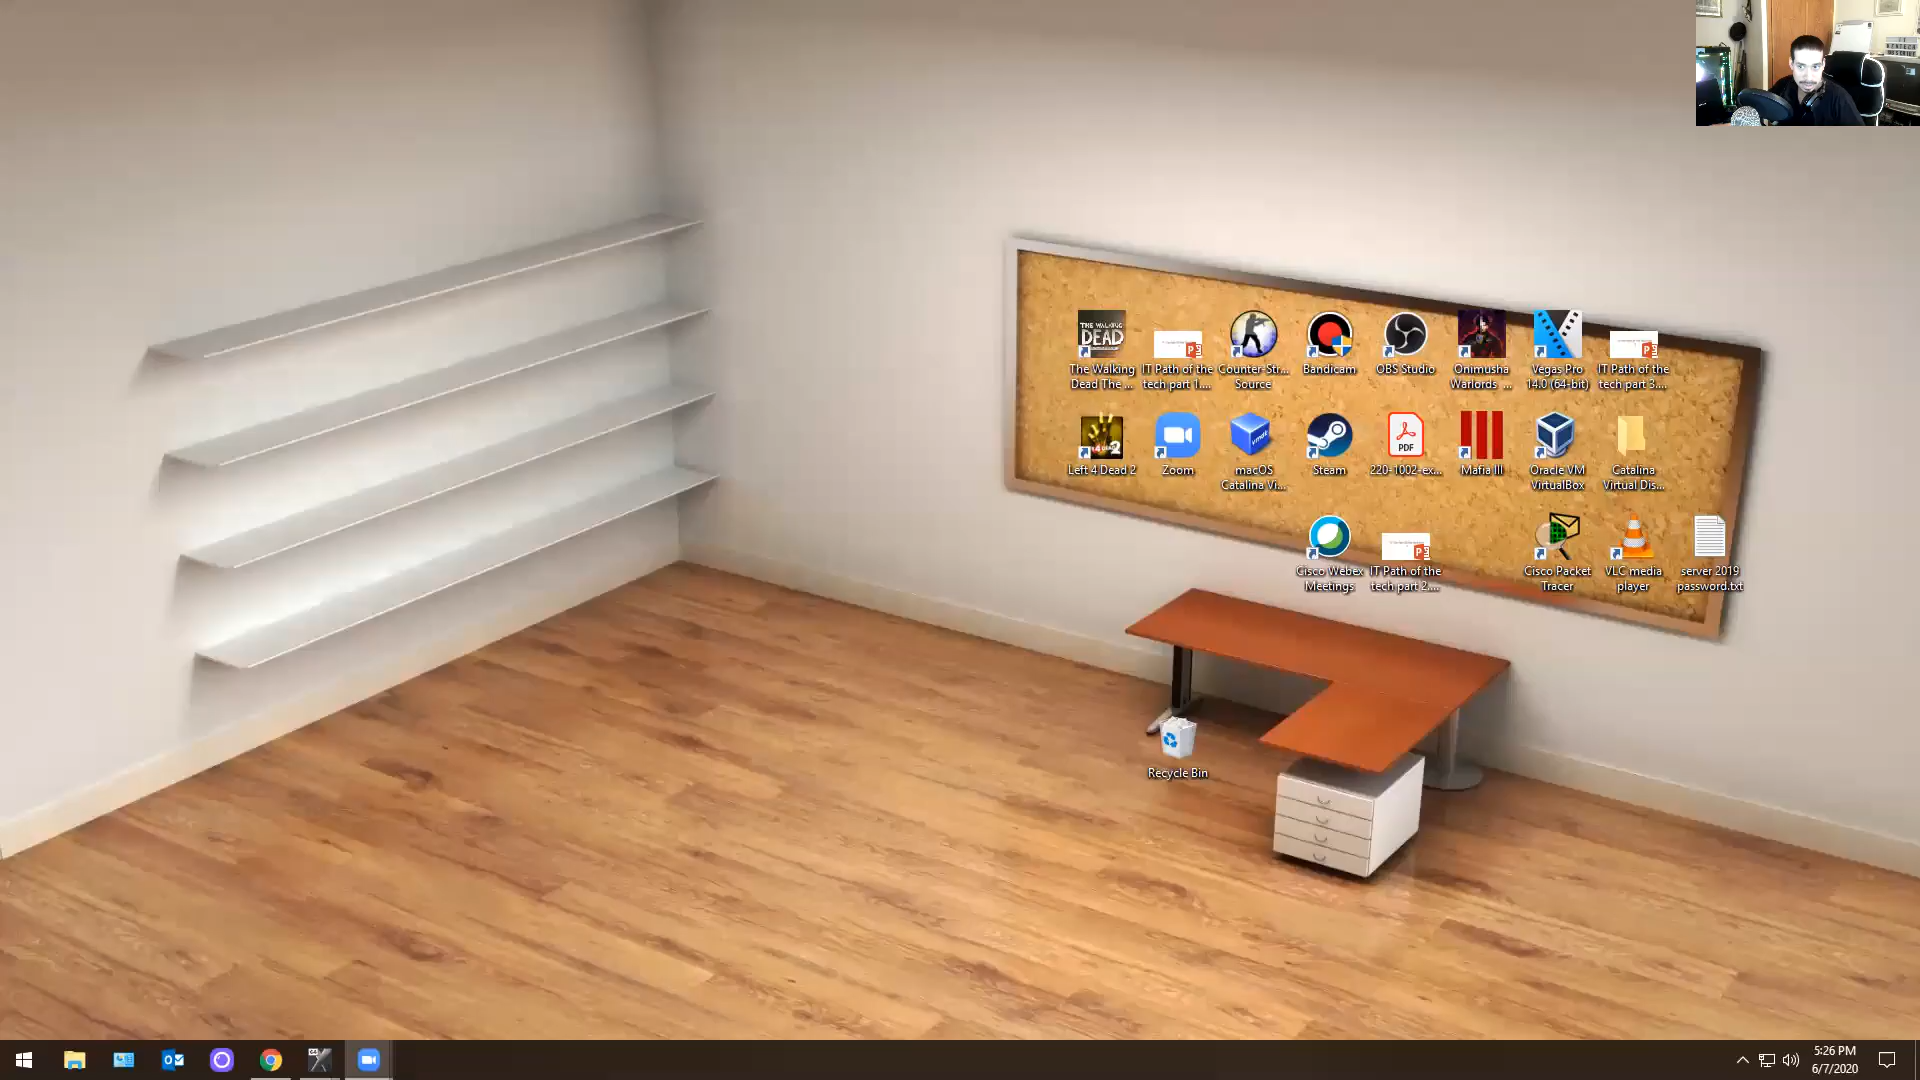 The Walking
Dead The ...
IT Path of the
tech part 1....
Counter-Str...
Source
Bandicam
OBS Studio
Onimusha
Warlords ...
Vegas Pro
14.0 (64-bit)
IT Path of the
tech part 3....
Left 4 Dead 2
Zoom
macOS
Catalina Vi...
Steam
220-1002-ex...
Mafia III
Oracle VM
VirtualBox
Catalina
Virtual Dis...
Cisco Webex
Meetings
IT Path of the
tech part 2....
Cisco Packet
Tracer
VLC media
player
server 2019
password.txt
THE WALKING
DEAD
vmdk
PDF
Recycle Bin
5:26 PM
6/7/2020